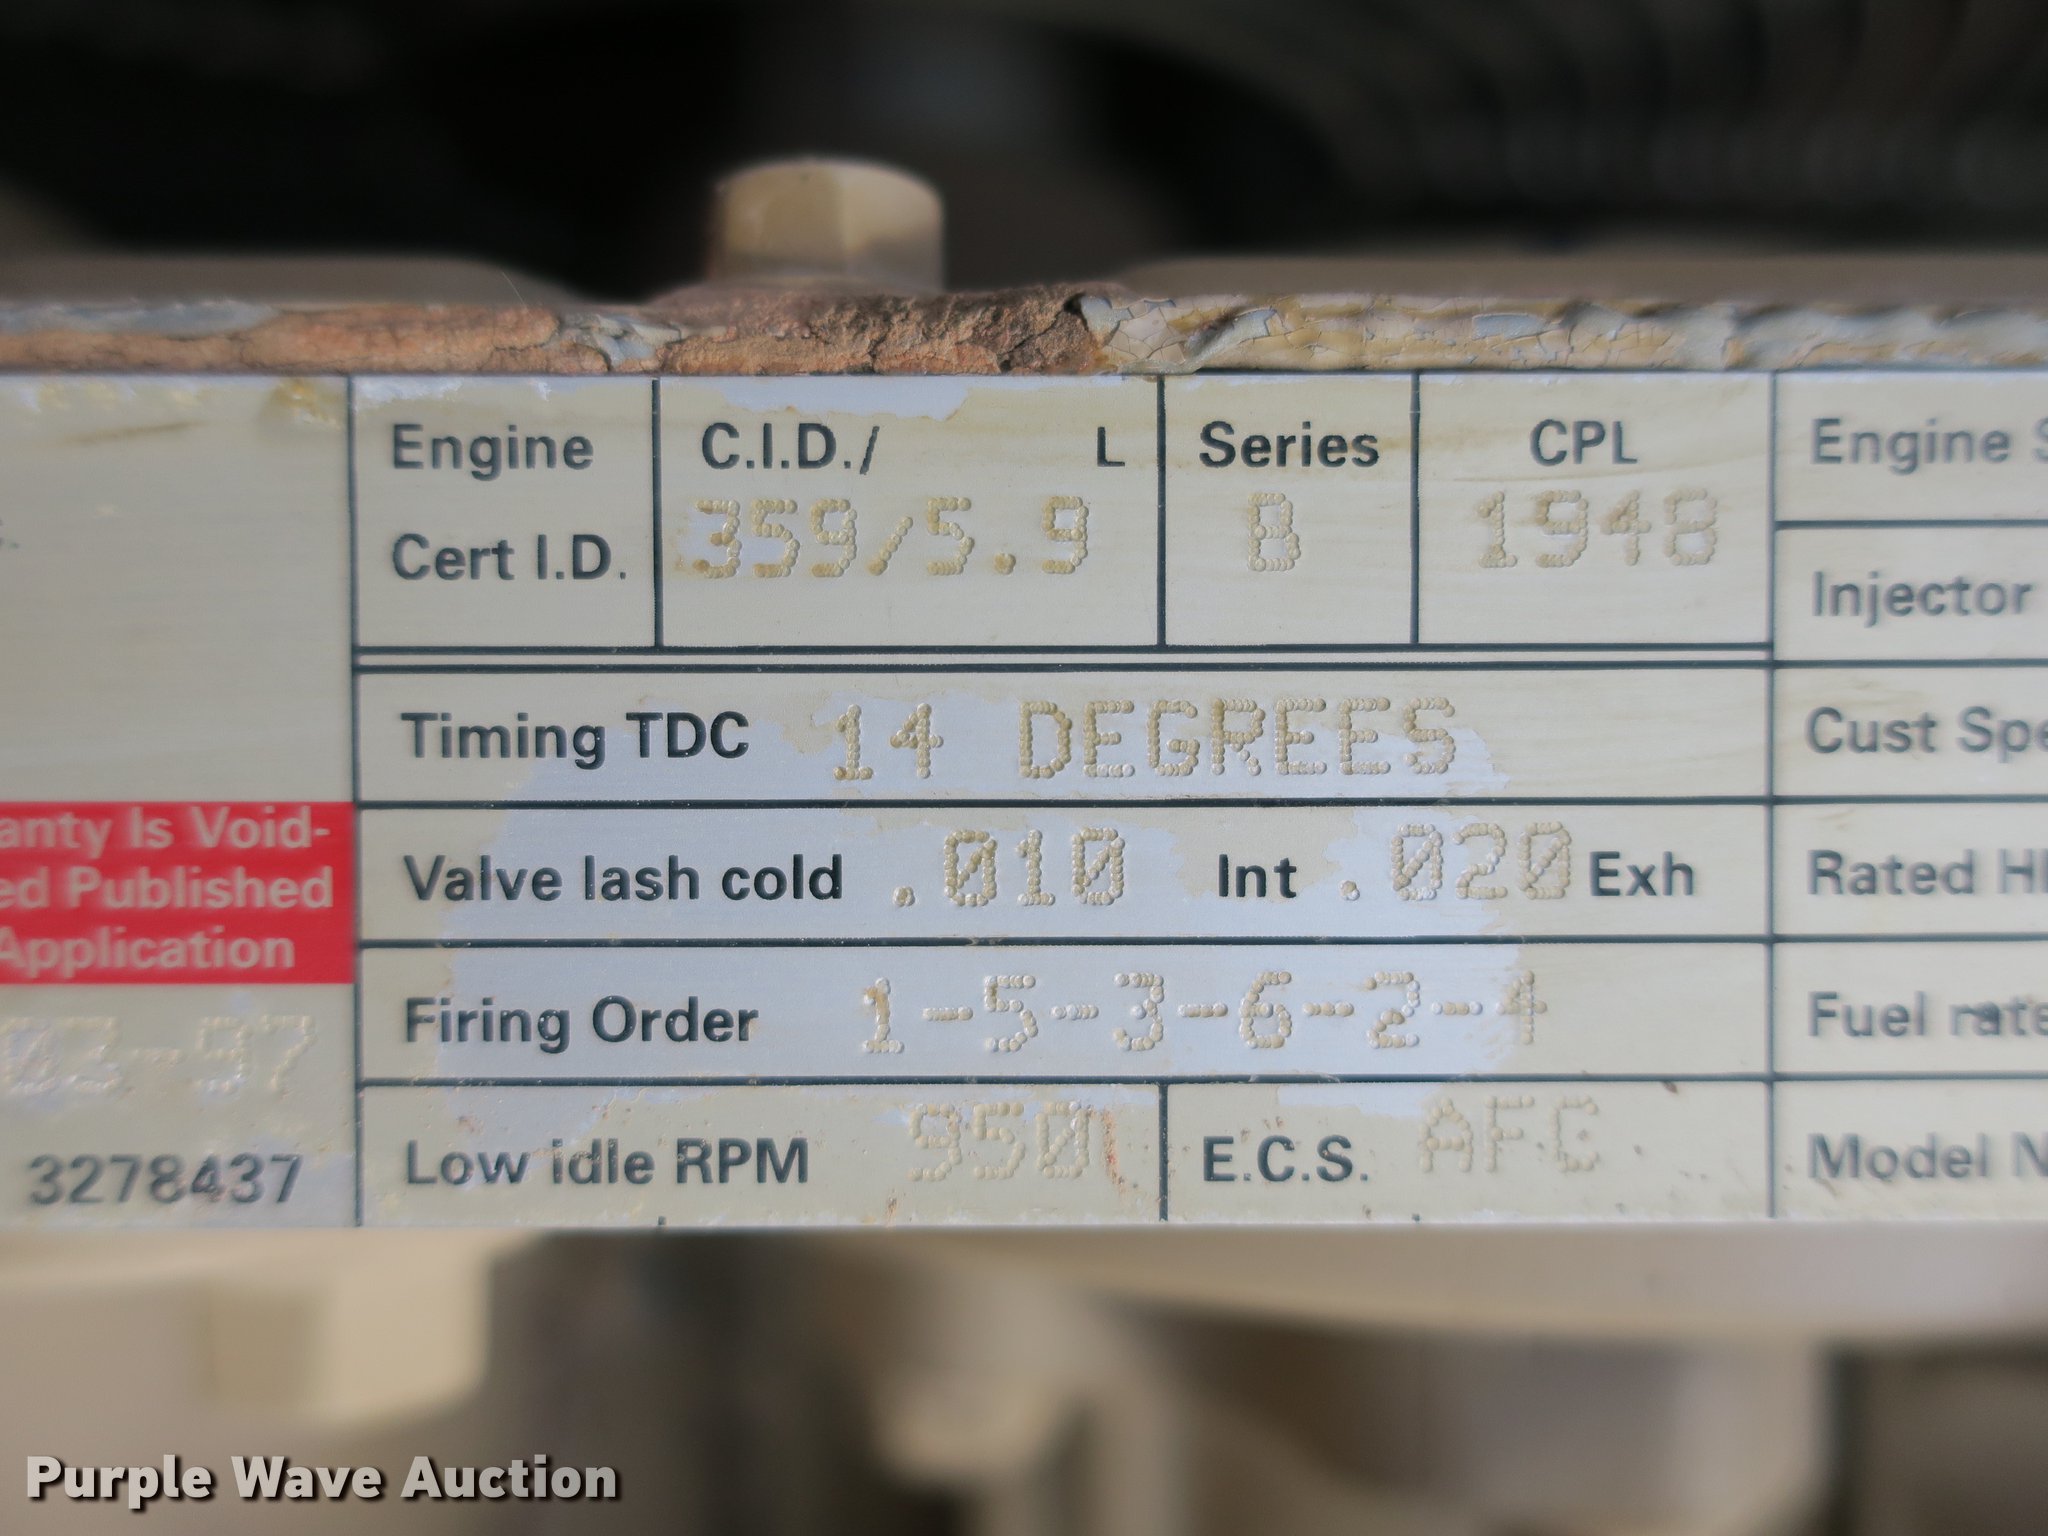 Engine
Cert I.D.
C.I.D./ L
359/5.9
Series
B
CPL
1948
Engine
Injector
Timing TDC 14 DEGREES
Cust
Valve lash cold .010 Int .020 Exh
Rated
anty Is Void-
ed Published
Application
Firing Order 1-5-3-6-2-4
Fuel rate
02-97
3278437
Low idle RPM 950
E.C.S. AFC
Model
Purple Wave Auction